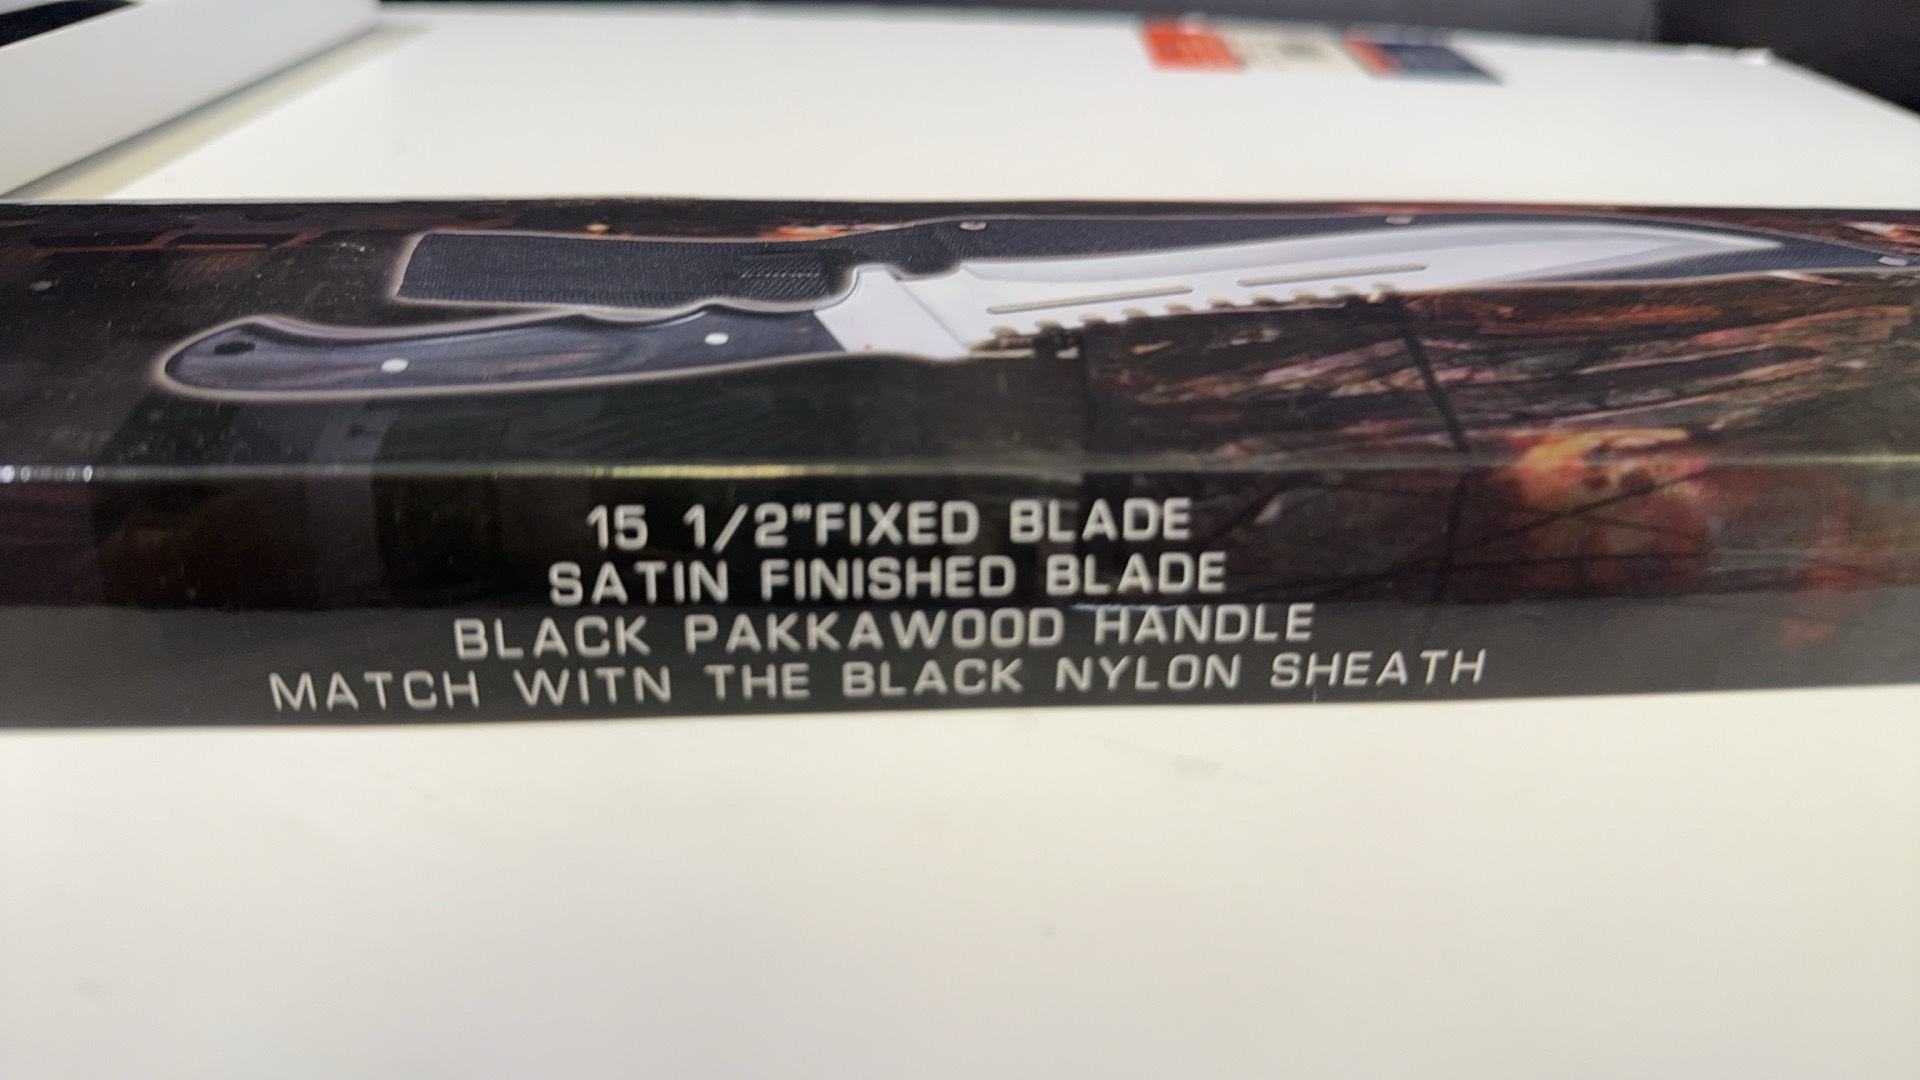 15 1/2"FIXED BLADE
SATIN FINISHED BLADE
BLACK PAKKAWOOD HANDLE
MATCH WITN THE BLACK NYLON SHEATH